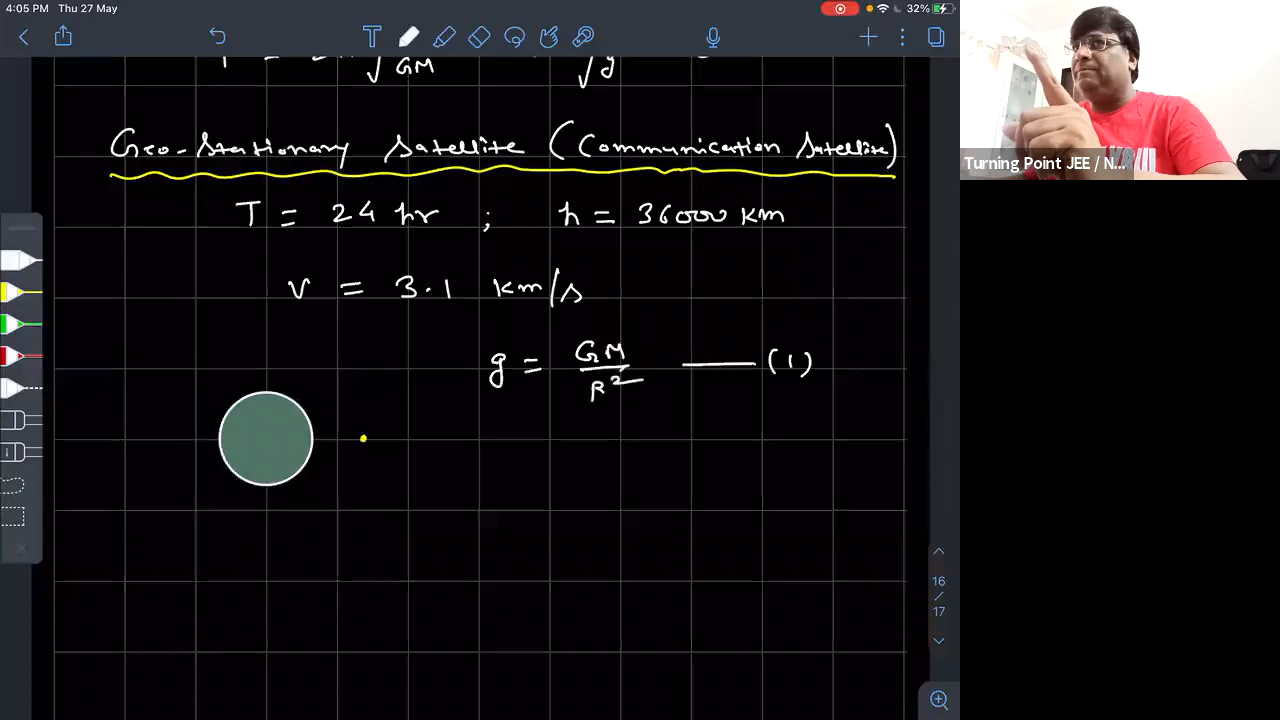 4:05 PM Thu 27 May
32%
T
GM
g
Geo-Stationary Satellite (Communication Satellite)
T = 24 hr ; h = 36000 km
v = 3.1 km/s
g = GM/R² —— (1)
Turning Point JEE / N...
16
/
17